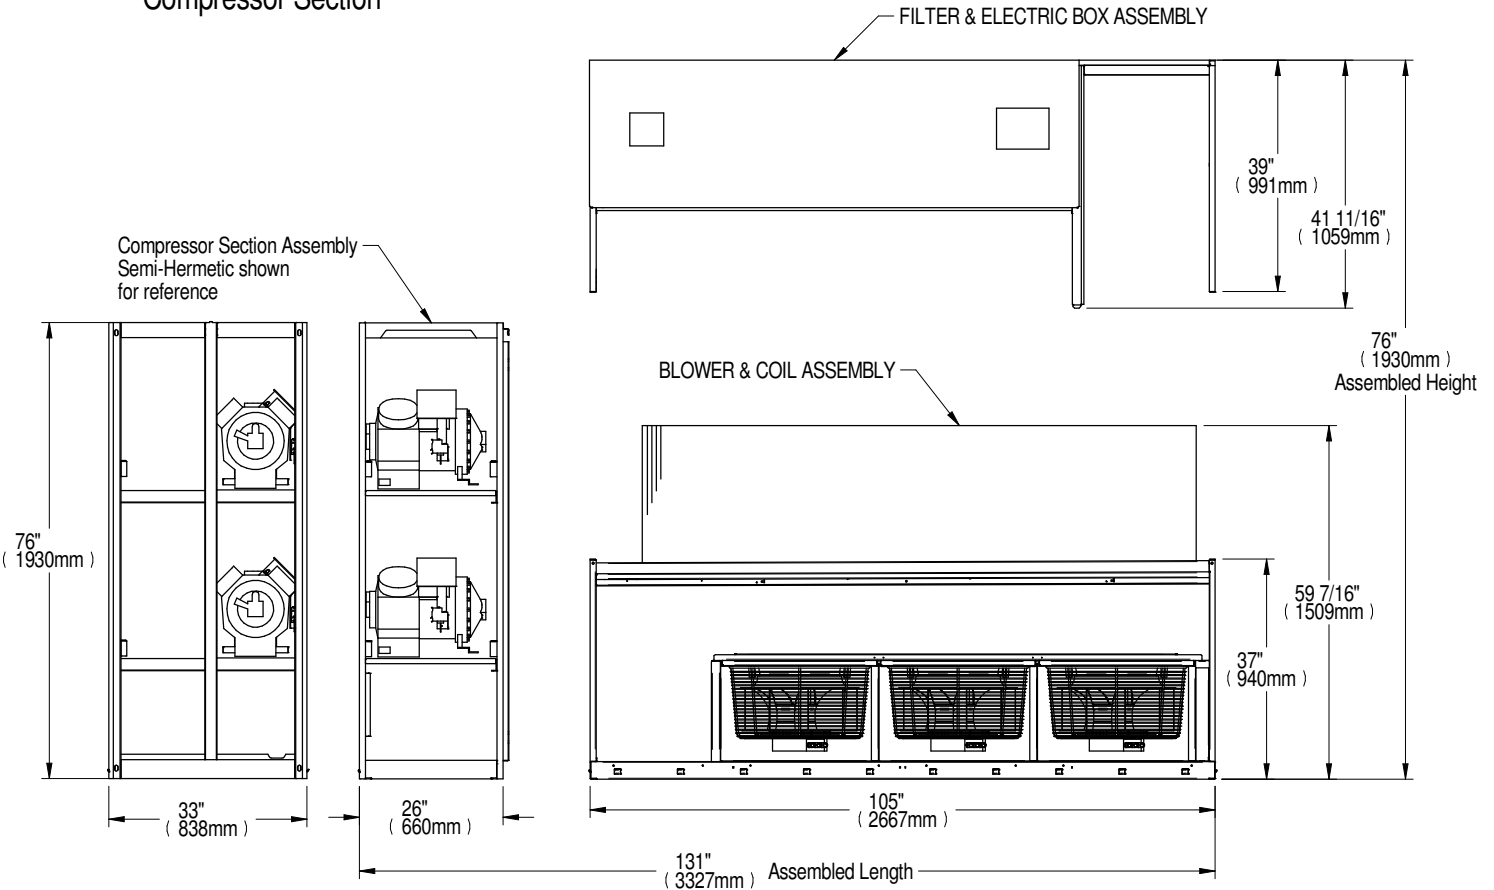 Compressor Section
FILTER & ELECTRIC BOX ASSEMBLY
39"
( 991mm )
41 11/16"
( 1059mm )
Compressor Section Assembly
Semi-Hermetic shown
for reference
76"
( 1930mm )
Assembled Height
BLOWER & COIL ASSEMBLY
76"
( 1930mm )
59 7/16"
( 1509mm )
37"
( 940mm )
33"
( 838mm )
26"
( 660mm )
105"
( 2667mm )
131"
( 3327mm )
Assembled Length